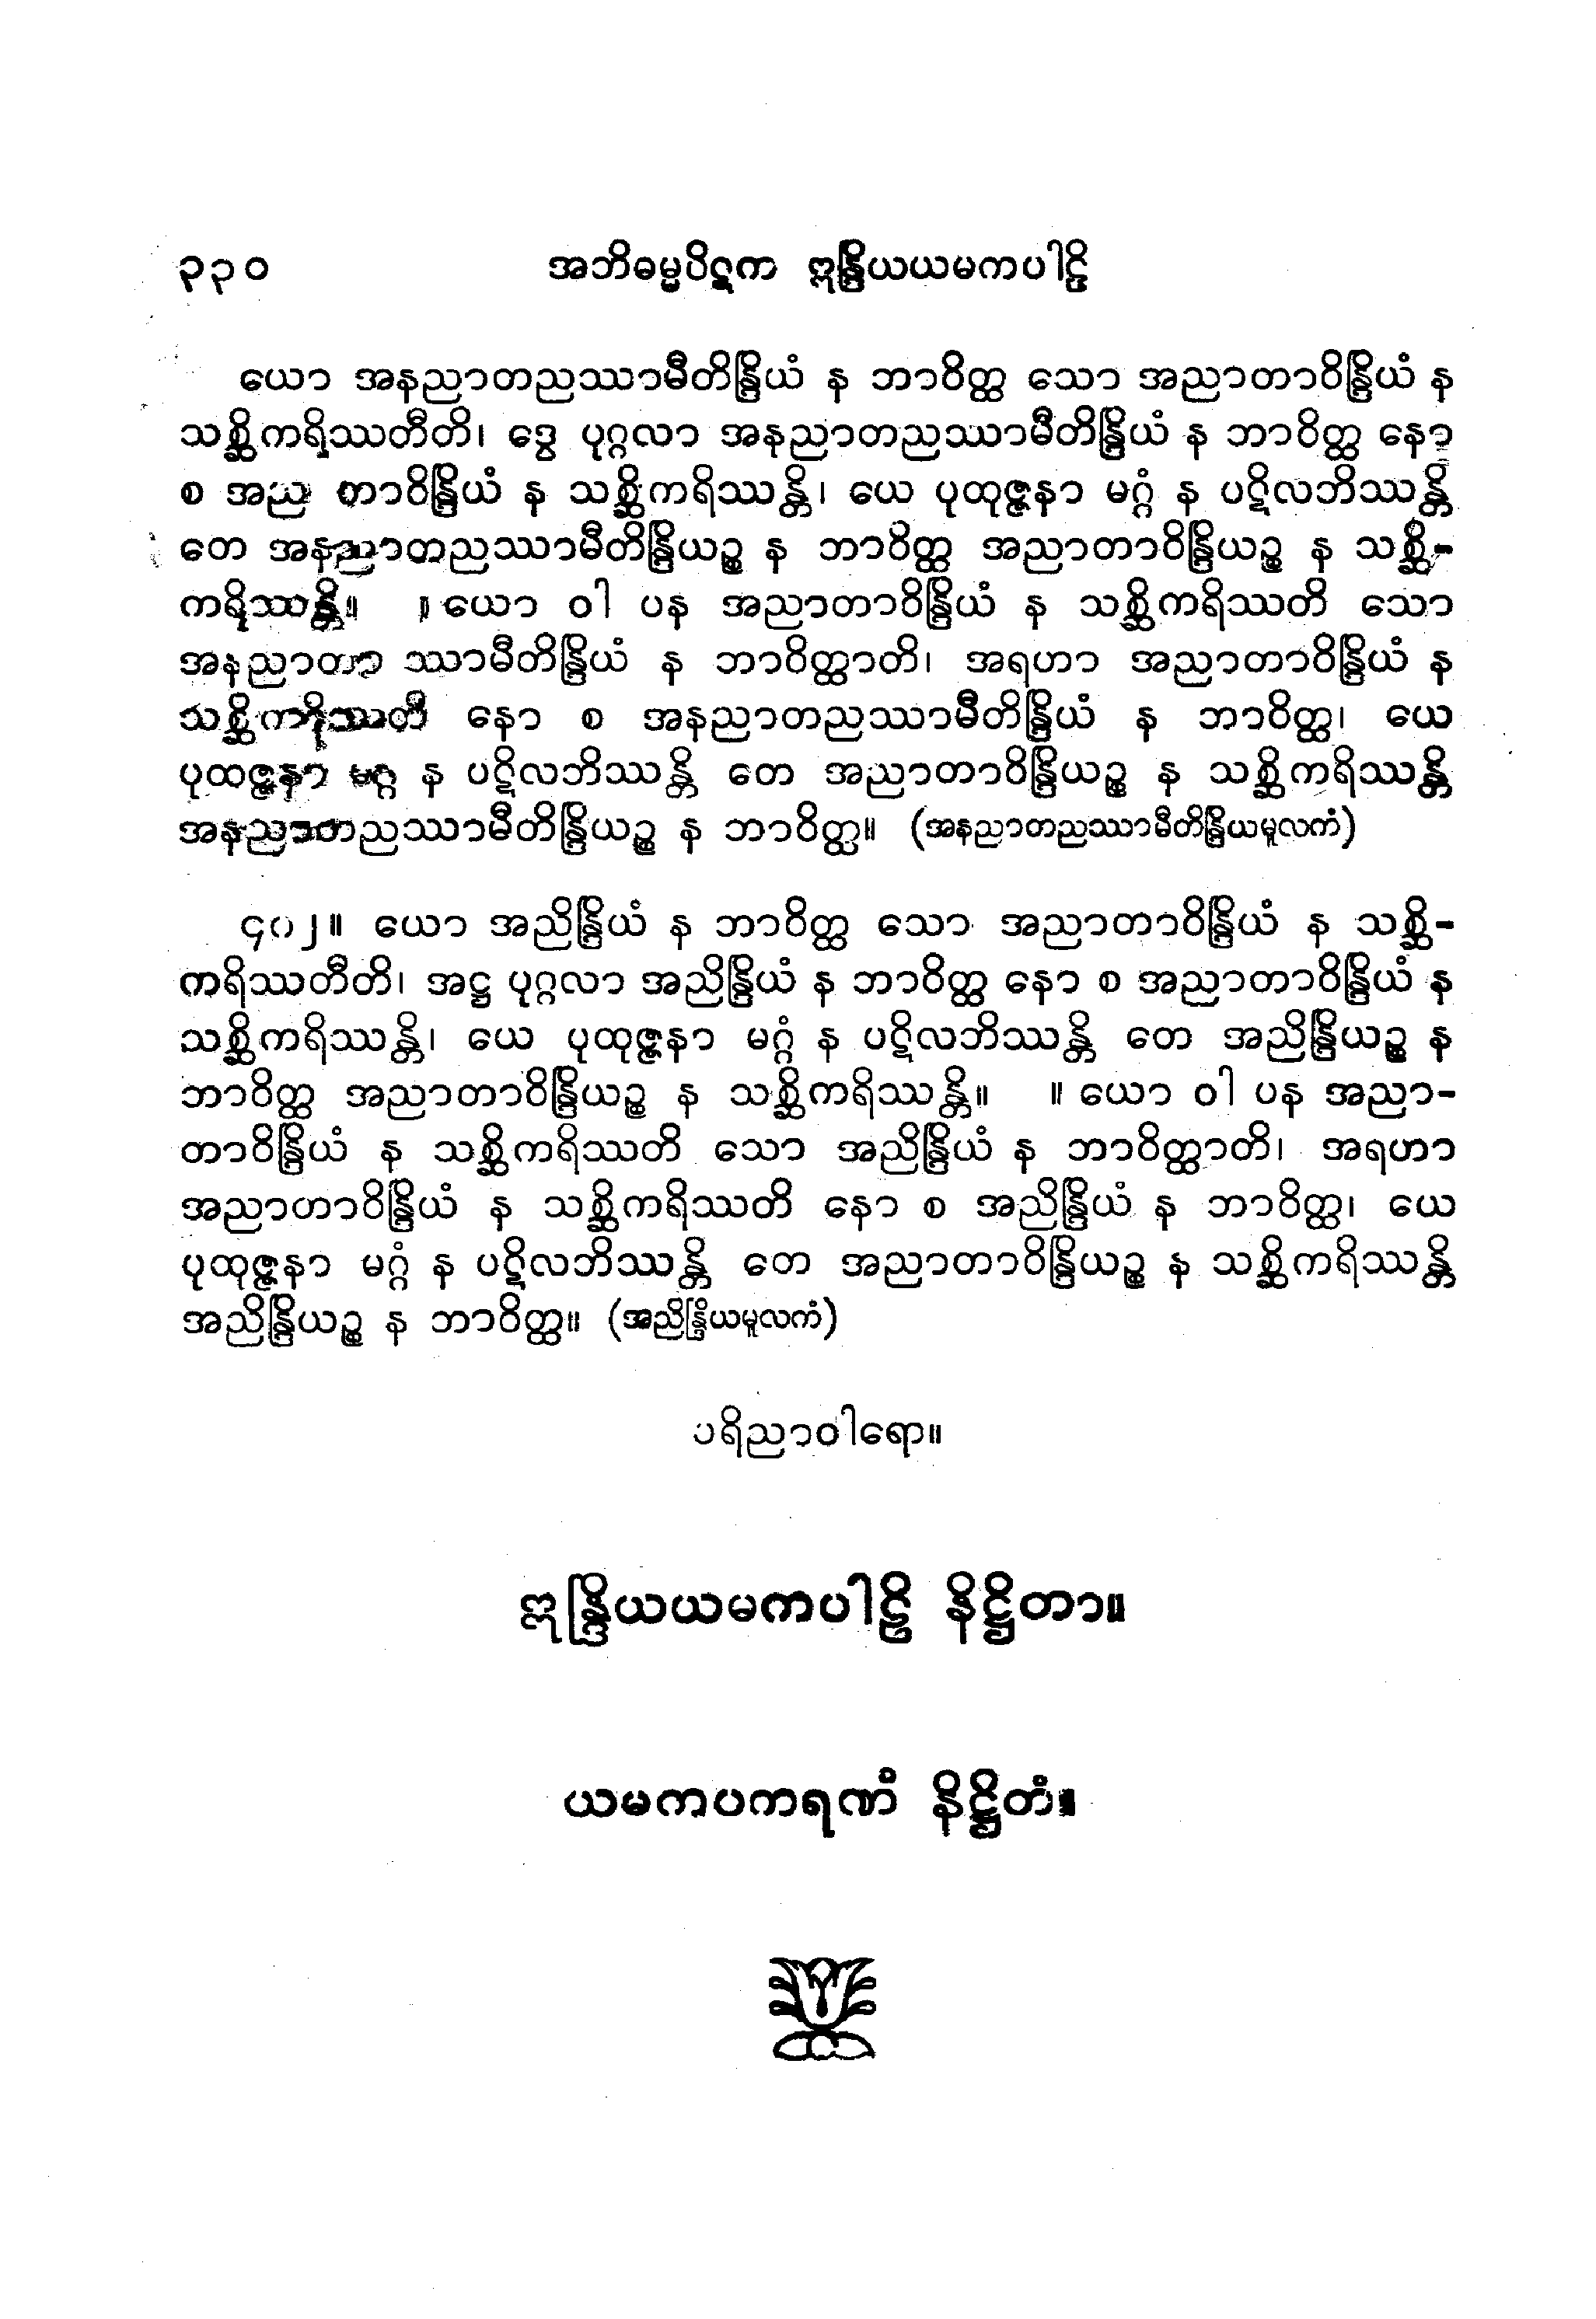 ၃၃၀ အဘိဓမ္မပိဋက ဣန္ဒြိယယမကပါဠိ
ယော အနညာတညဿာမီတိန္ဒြိယံ န ဘာဝိတ္ထ သော အညာတာဝိန္ဒြိယံ န
သစ္ဆိကရိဿတီတိ၊ ဒွေ ပုဂ္ဂလာ အနညာတညဿာမီတိန္ဒြိယံ န ဘာဝိတ္ထ နော
စ အညာတာဝိန္ဒြိယံ န သစ္ဆိကရိဿန္တိ၊ ယေ ပုထုဇ္ဇနာ မဂ္ဂံ န ပဋိလဘိဿန္တိ
တေ အနညာတညဿာမီတိန္ဒြိယဉ္စ န ဘာဝိတ္ထ အညာတာဝိန္ဒြိယဉ္စ န သစ္ဆိ-
ကရိဿန္တိ။ ။ ယော ဝါ ပန အညာတာဝိန္ဒြိယံ န သစ္ဆိကရိဿတိ သော
ဿာမီတိန္ဒြိယံ န ဘာဝိတ္ထာတိ၊ အရဟာ အညာတာဝိန္ဒြိယံ န
သစ္ဆိကရိဿတိ နော စ အနညာတညဿာမီတိန္ဒြိယံ န ဘာဝိတ္ထ၊ ယေ
ပုထုဇ္ဇနာ မဂ္ဂံ န ပဋိလဘိဿန္တိ တေ အညာတာဝိန္ဒြိယဉ္စ န သစ္ဆိကရိဿန္တိ
အနညာတညဿာမီတိန္ဒြိယဉ္စ န ဘာဝိတ္ထ။ (အနညာတညဿာမီတိန္ဒြိယမူလကံ)
၄၈၂။ ယော အညိန္ဒြိယံ န ဘာဝိတ္ထ သော အညာတာဝိန္ဒြိယံ န သစ္ဆိ-
ကရိဿတီတိ၊ အဋ္ဌ ပုဂ္ဂလာ အညိန္ဒြိယံ န ဘာဝိတ္ထ နော စ အညာတာဝိန္ဒြိယံ န
သစ္ဆိကရိဿန္တိ၊ ယေ ပုထုဇ္ဇနာ မဂ္ဂံ န ပဋိလဘိဿန္တိ တေ အညိန္ဒြိယဉ္စ န
ဘာဝိတ္ထ အညာတာဝိန္ဒြိယဉ္စ န သစ္ဆိကရိဿန္တိ။ ။ ယော ဝါ ပန အညာ-
တာဝိန္ဒြိယံ န သစ္ဆိကရိဿတိ သော အညိန္ဒြိယံ န ဘာဝိတ္ထာတိ၊ အရဟာ
အညာတာဝိန္ဒြိယံ န သစ္ဆိကရိဿတိ နော စ အညိန္ဒြိယံ န ဘာဝိတ္ထ၊ ယေ
ပုထုဇ္ဇနာ မဂ္ဂံ န ပဋိလဘိဿန္တိ တေ အညာတာဝိန္ဒြိယဉ္စ န သစ္ဆိကရိဿန္တိ
အညိန္ဒြိယဉ္စ န ဘာဝိတ္ထ။ (အညိန္ဒြိယမူလကံ)
ပရိညာဝါရော။
ဣန္ဒြိယယမကပါဠိ နိဋ္ဌိတာ။
ယမကပကရဏံ နိဋ္ဌိတံ။